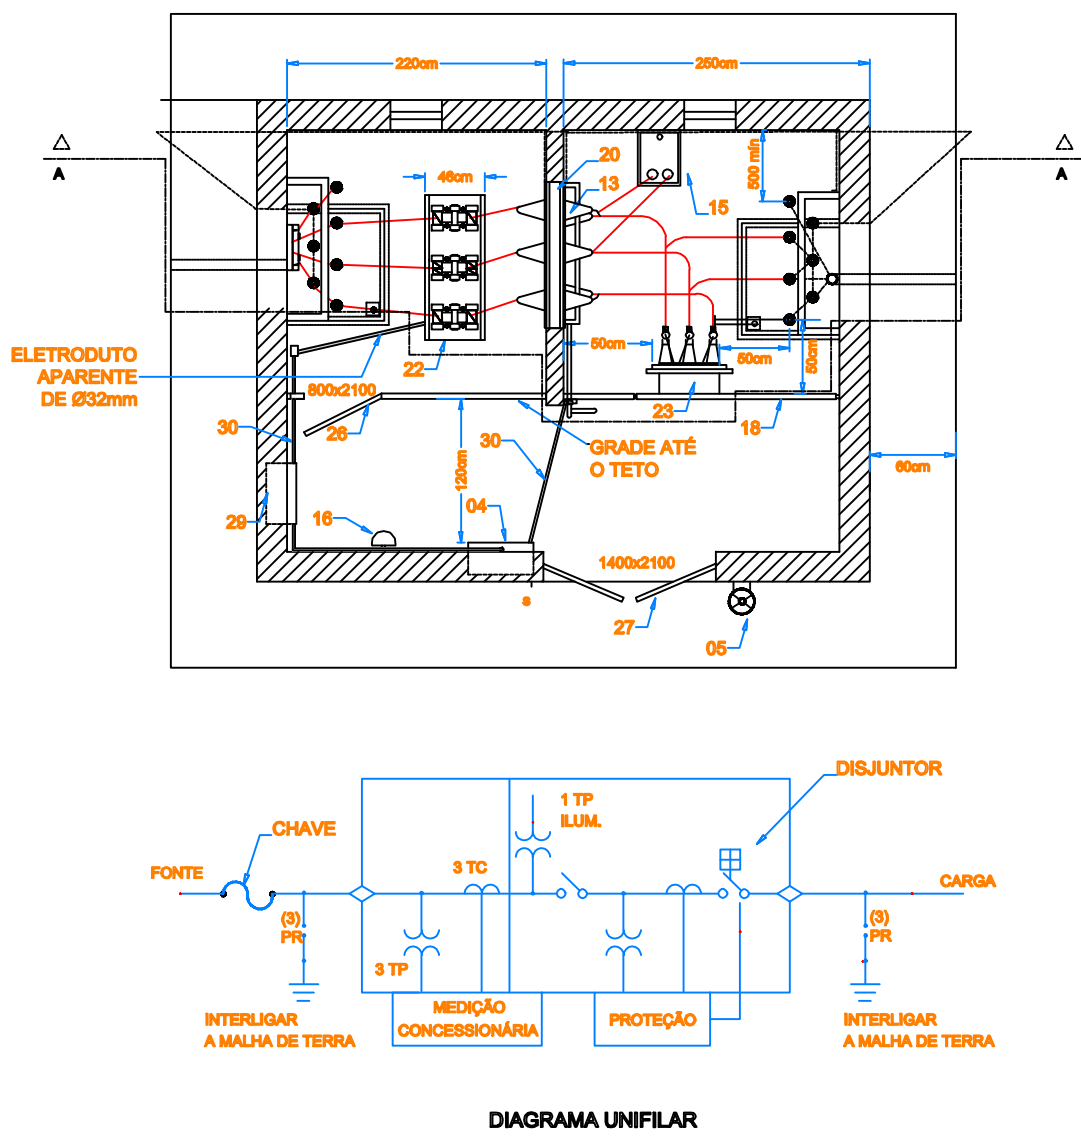 220cm
250cm
A
A
46cm
20
13
15
500 mín
ELETRODUTO
APARENTE
DE Ø32mm
50cm
50cm
50cm
22
800x2100
23
18
30
26
30
GRADE ATÉ
O TETO
120cm
60cm
29
16
04
1400x2100
s
27
05
DISJUNTOR
1 TP
ILUM.
CHAVE
FONTE
3 TC
CARGA
(3)
PR
(3)
PR
3 TP
MEDIÇÃO
CONCESSIONÁRIA
PROTEÇÃO
INTERLIGAR
A MALHA DE TERRA
INTERLIGAR
A MALHA DE TERRA
DIAGRAMA UNIFILAR